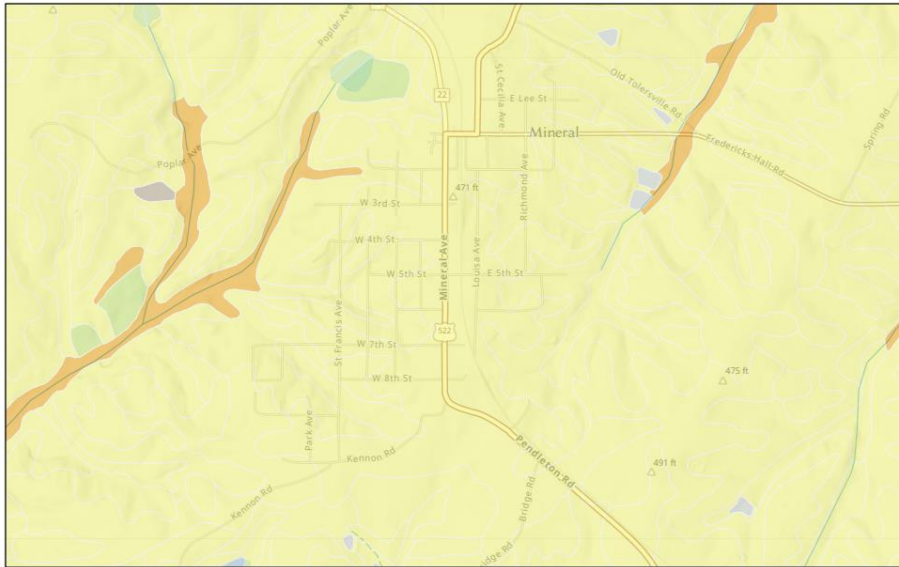 Poplar Ave
St Cecilia Ave
Old Tolersville Rd
22
E Lee St
Mineral
Fredericks Hall Rd
Spring Rd
Poplar Ave
471 ft
Richmond Ave
W 3rd St
W 4th St
Mineral Ave
Louisa Ave
W 5th St
E 5th St
St Francis Ave
522
W 7th St
W 8th St
475 ft
Park Ave
Kennon Rd
Pendleton Rd
491 ft
Kennon Rd
Bridge Rd
ridge Rd